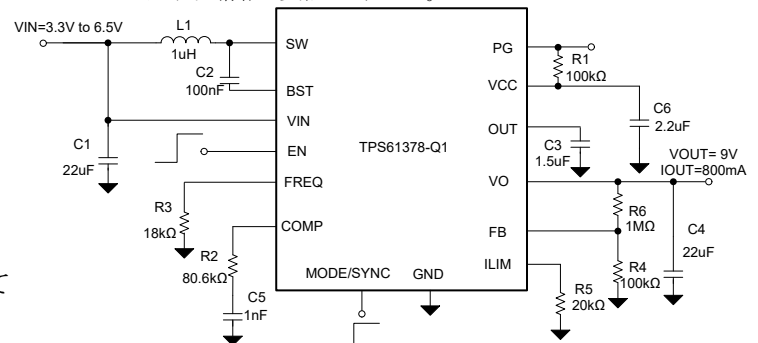 VIN=3.3V to 6.5V
L1
1uH
SW
C2
100nF
BST
VIN
C1
22uF
EN
FREQ
R3
18kΩ
COMP
R2
80.6kΩ
C5
1nF
MODE/SYNC
GND
TPS61378-Q1
PG
R1
100kΩ
VCC
C6
2.2uF
OUT
C3
1.5uF
VOUT= 9V
IOUT=800mA
VO
R6
1MΩ
C4
22uF
FB
R4
100kΩ
ILIM
R5
20kΩ